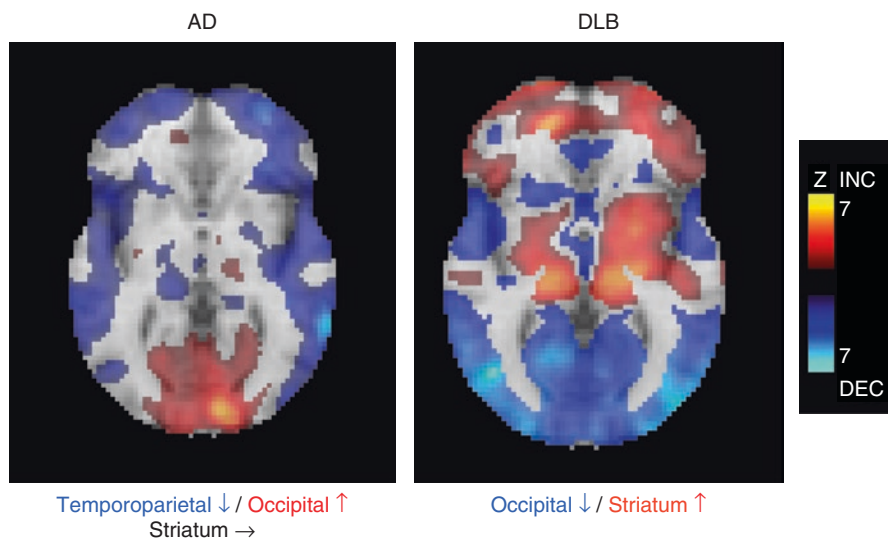 AD
DLB
Z INC
7
7
DEC
Temporoparietal ↓ / Occipital ↑
Striatum →
Occipital ↓ / Striatum ↑